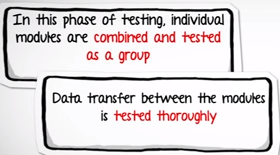 In this phase of testing, individual
modules are combined and tested
as a group
Data transfer between the modules
is tested thoroughly